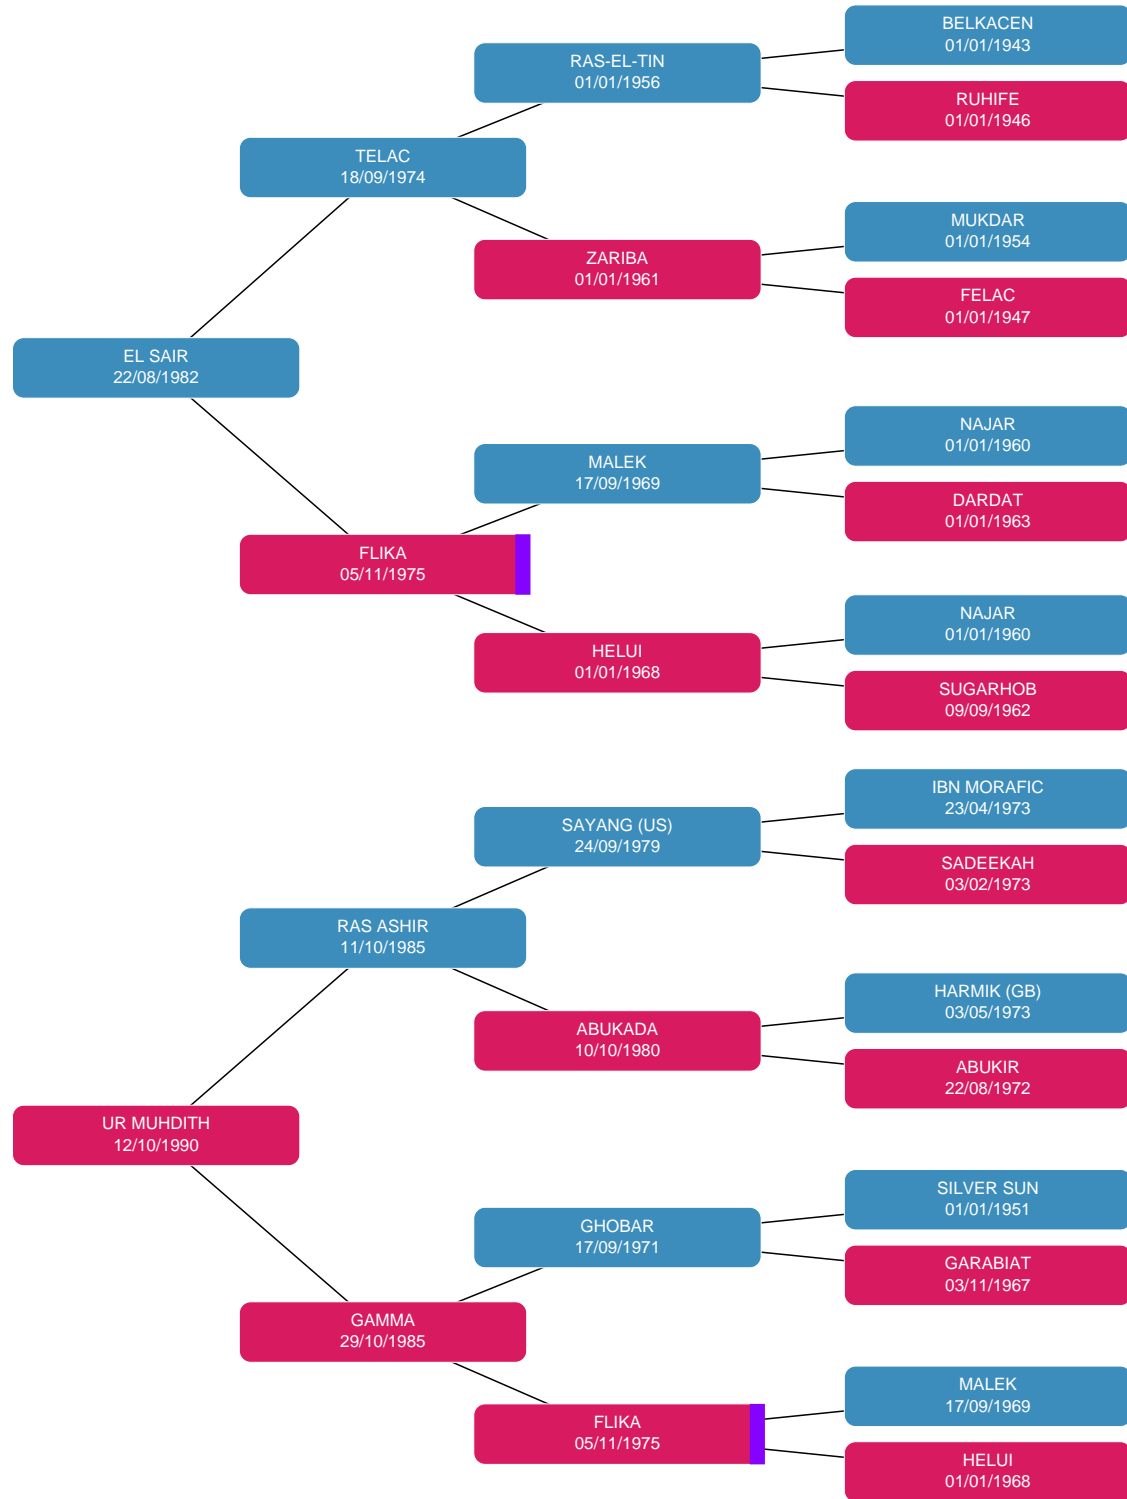 BELKACEN
01/01/1943
RAS-EL-TIN
01/01/1956
RUHIFE
01/01/1946
TELAC
18/09/1974
MUKDAR
01/01/1954
ZARIBA
01/01/1961
FELAC
01/01/1947
EL SAIR
22/08/1982
NAJAR
01/01/1960
MALEK
17/09/1969
DARDAT
01/01/1963
FLIKA
05/11/1975
NAJAR
01/01/1960
HELUI
01/01/1968
SUGARHOB
09/09/1962
IBN MORAFIC
23/04/1973
SAYANG (US)
24/09/1979
SADEEKAH
03/02/1973
RAS ASHIR
11/10/1985
HARMIK (GB)
03/05/1973
ABUKADA
10/10/1980
ABUKIR
22/08/1972
UR MUHDITH
12/10/1990
SILVER SUN
01/01/1951
GHOBAR
17/09/1971
GARABIAT
03/11/1967
GAMMA
29/10/1985
MALEK
17/09/1969
FLIKA
05/11/1975
HELUI
01/01/1968